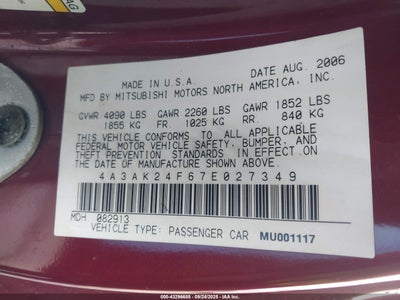 AG
MADE IN U.S.A. DATE AUG. 2006
MFD BY MITSUBISHI MOTORS NORTH AMERICA, INC.
GVWR 4090 LBS GAWR 2260 LBS GAWR 1852 LBS
1855 KG FR. 1025 KG RR. 840 KG
THIS VEHICLE CONFORMS TO ALL APPLICABLE
FEDERAL MOTOR VEHICLE SAFETY, BUMPER, AND
THEFT PREVENTION STANDARDS IN EFFECT ON THE
DATE OF MANUFACTURE SHOWN ABOVE.
4A3AK24F67E027349
MDH 082913
VEHICLE TYPE: PASSENGER CAR MU001117
000-43296688 - 09/24/2025 - IAA Inc.